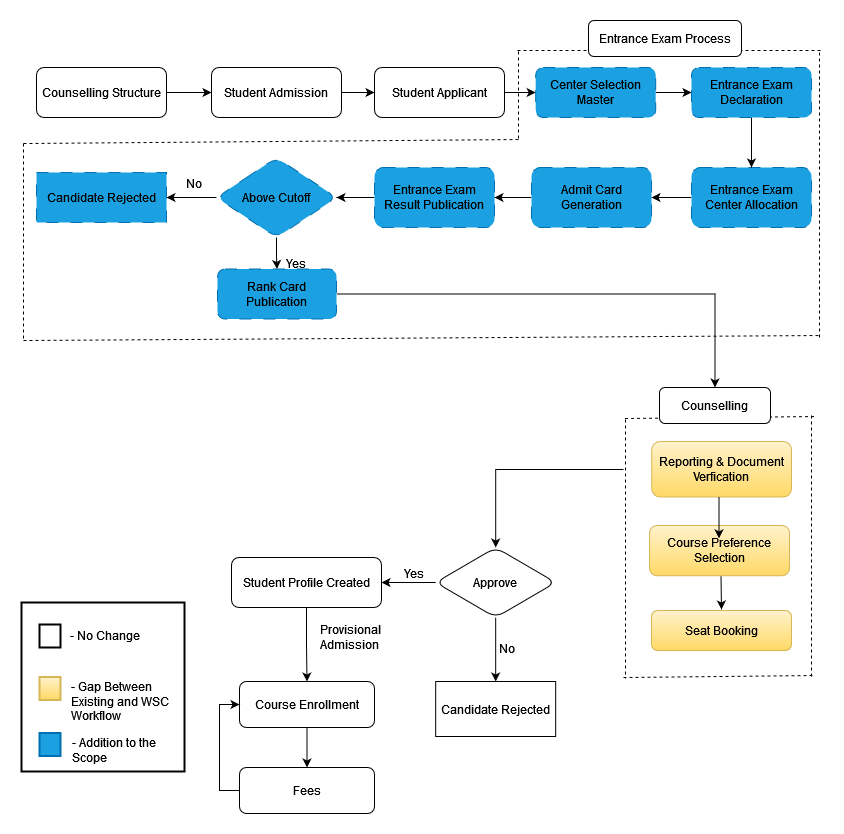 Entrance Exam Process
Counselling Structure
Student Admission
Student Applicant
Center Selection
Master
Entrance Exam
Declaration
Candidate Rejected
No
Above Cutoff
Entrance Exam
Result Publication
Admit Card
Generation
Entrance Exam
Center Allocation
Yes
Rank Card
Publication
Counselling
Reporting & Document
Verfication
Course Preference
Selection
Seat Booking
Approve
Yes
Student Profile Created
No
Provisional
Admission
Candidate Rejected
Course Enrollment
Fees
- No Change
- Gap Between
Existing and WSC
Workflow
- Addition to the
Scope